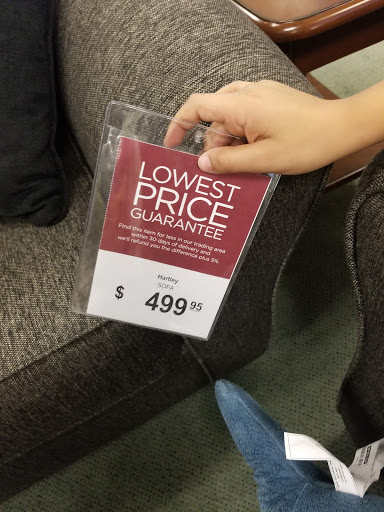 LOWEST
PRICE
GUARANTEE
Find this item for less in our trading area
within 30 days of delivery and
we'll refund you the difference plus 5%.
Hartley
SOFA
$ 499.95